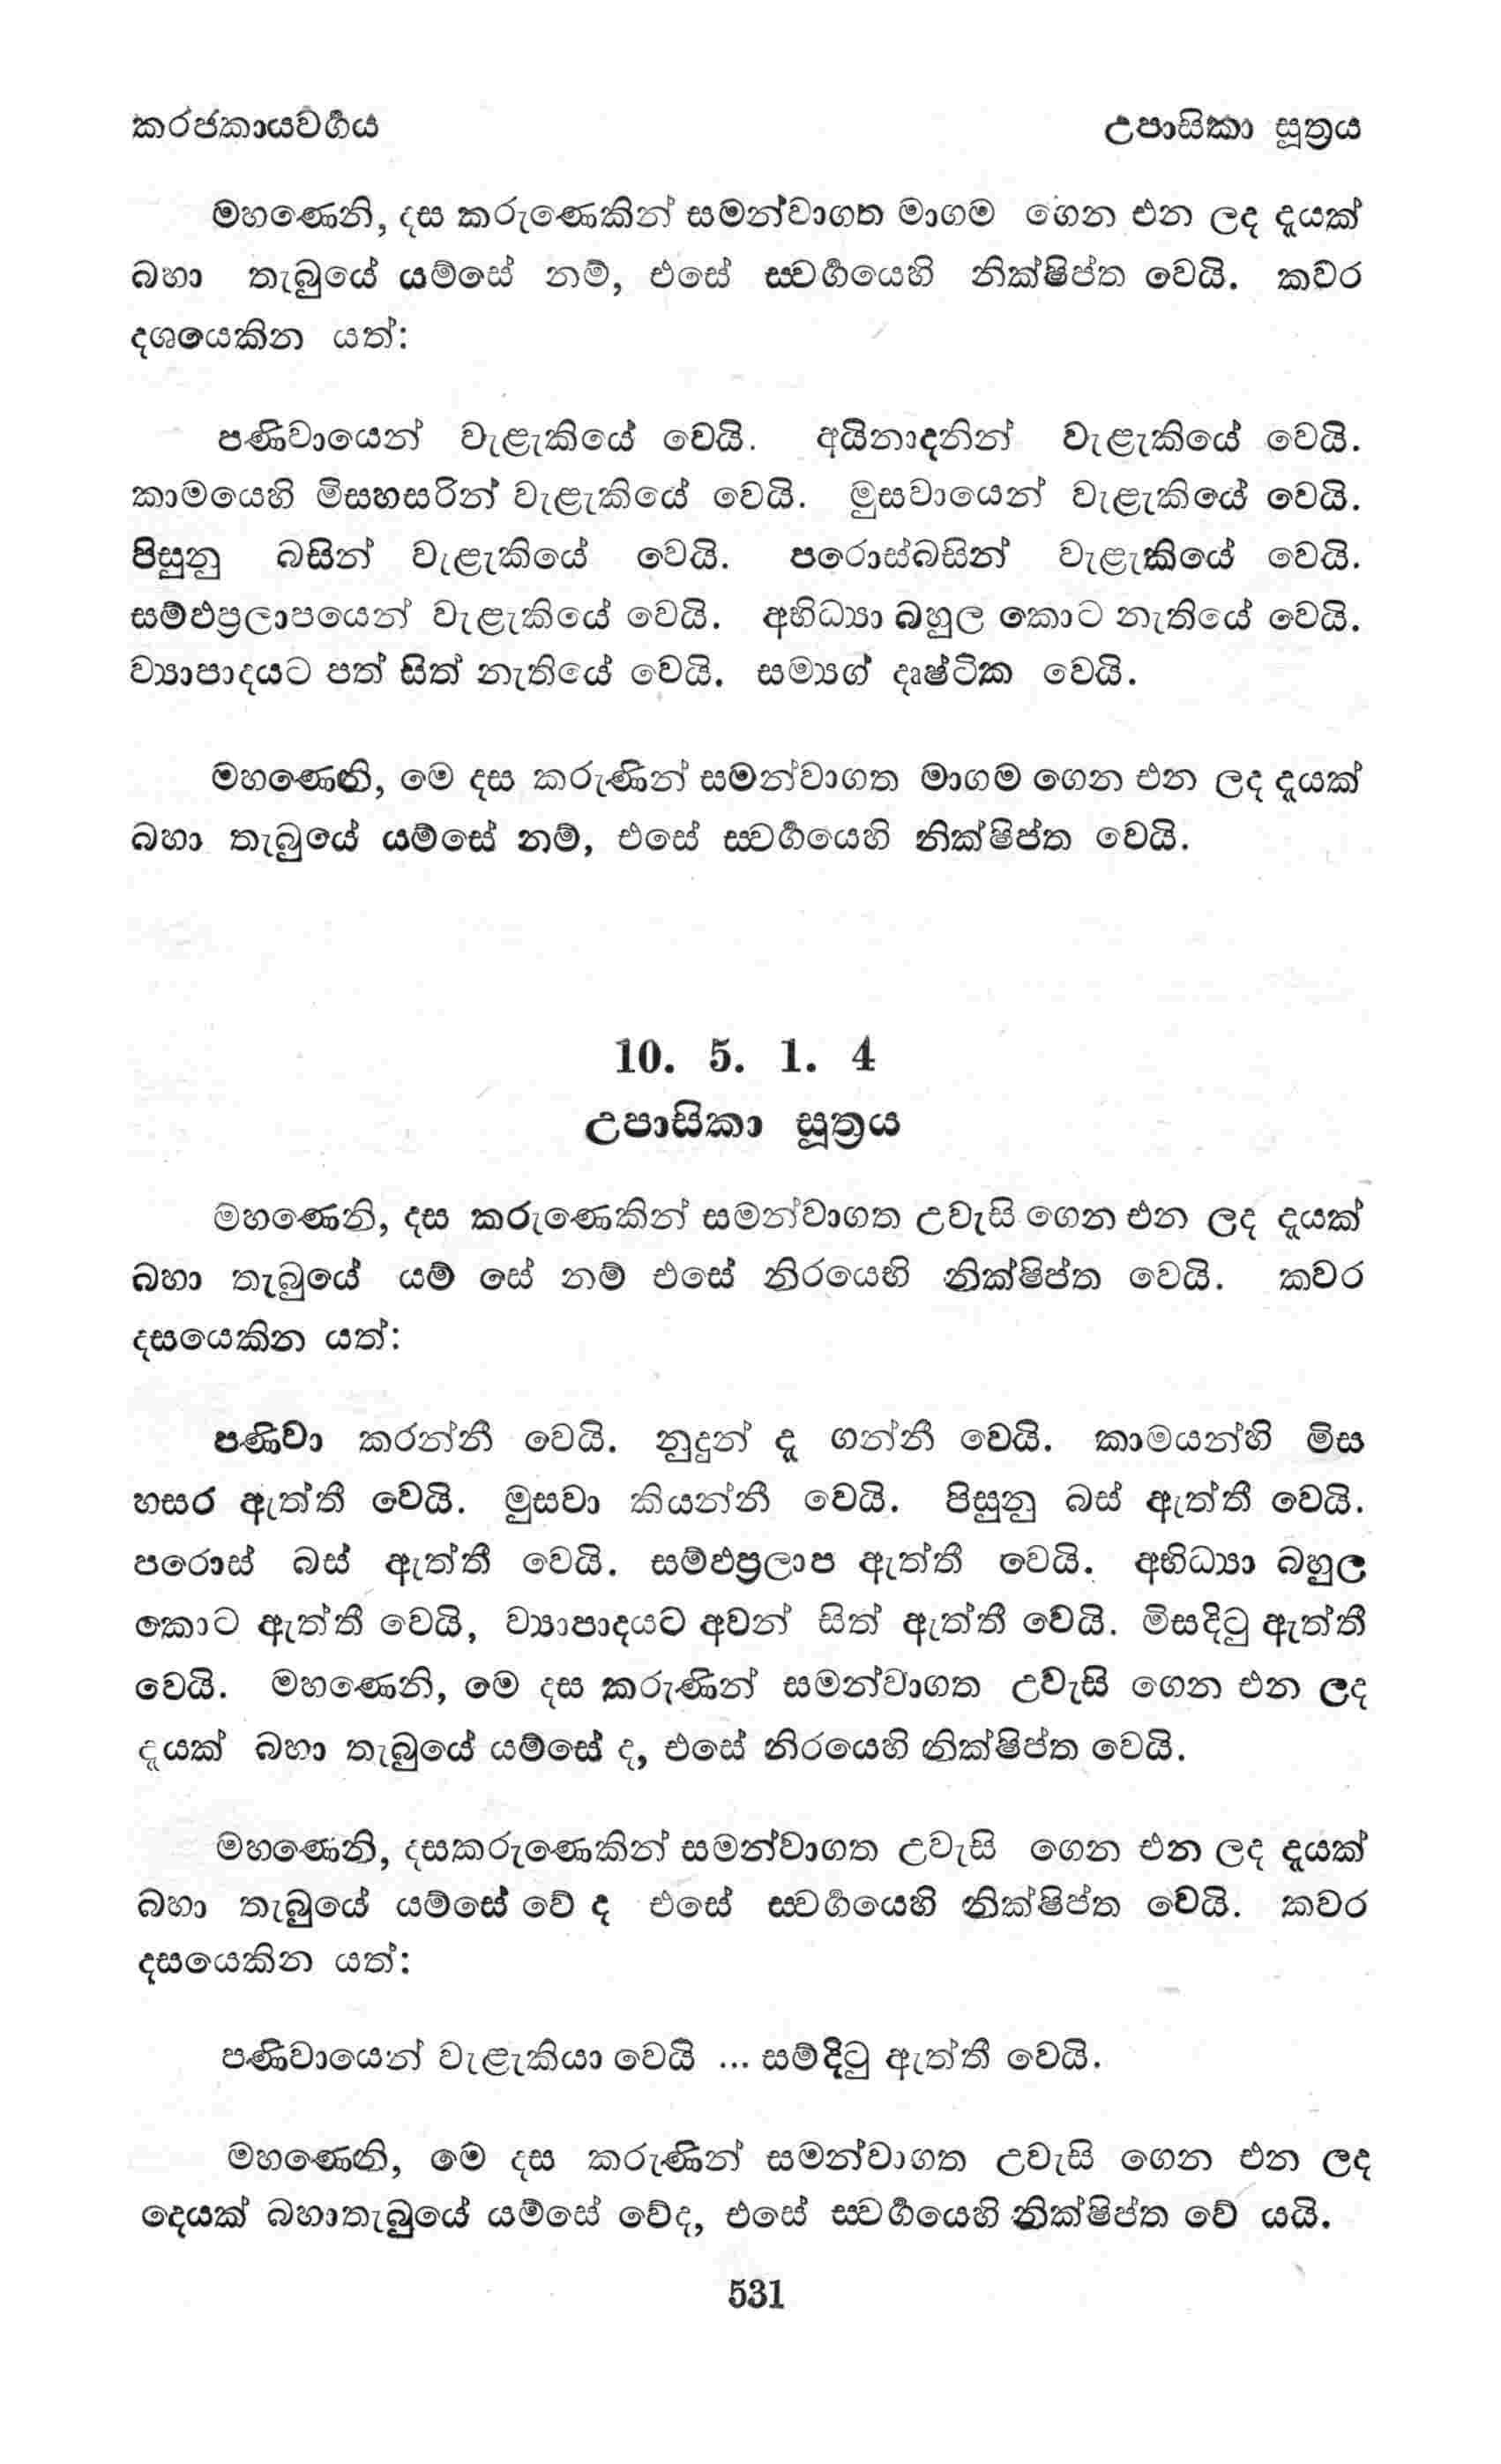 කරජකායවර්‍ගය උපාසිකා සූත්‍රය
මහණෙනි, දස කරුණෙකින් සමන්වාගත මාගම ගෙන එන ලද දැයක්
බහා තැබුයේ යම්සේ නම්, එසේ ස්වර්‍ගයෙහි නික්ෂිප්ත වෙයි. කවර
දශයෙකින යත්:
පණිවායෙන් වැළැකියේ වෙයි. අයිනාදනින් වැළැකියේ වෙයි.
කාමයෙහි මිසහසරින් වැළැකියේ වෙයි. මුසවායෙන් වැළැකියේ වෙයි.
පිසුනු බසින් වැළැකියේ වෙයි. පරොස්බසින් වැළැකියේ වෙයි.
සම්ඵප්‍රලාපයෙන් වැළැකියේ වෙයි. අභිධ්‍යා බහුල කොට නැතියේ වෙයි.
ව්‍යාපාදයට පත් සිත් නැතියේ වෙයි. සම්‍යග් දෘෂ්ටික වෙයි.
මහණෙනි, මෙ දස කරුණින් සමන්වාගත මාගම ගෙන එන ලද දැයක්
බහා තැබුයේ යම්සේ නම්, එසේ ස්වර්‍ගයෙහි නික්ෂිප්ත වෙයි.
10. 5. 1. 4
උපාසිකා සූත්‍රය
මහණෙනි, දස කරුණෙකින් සමන්වාගත උවැසි ගෙන එන ලද දැයක්
බහා තැබුයේ යම් සේ නම් එසේ නිරයෙහි නික්ෂිප්ත වෙයි. කවර
දසයෙකින යත්:
පණිවා කරන්නී වෙයි. නුදුන් දෑ ගන්නී වෙයි. කාමයන්හි මිස
හසර ඇත්තී වෙයි. මුසවා කියන්නී වෙයි. පිසුනු බස් ඇත්තී වෙයි.
පරොස් බස් ඇත්තී වෙයි. සම්ඵප්‍රලාප ඇත්තී වෙයි. අභිධ්‍යා බහුල
කොට ඇත්තී වෙයි, ව්‍යාපාදයට අවන් සිත් ඇත්තී වෙයි. මිසදිටු ඇත්තී
වෙයි. මහණෙනි, මෙ දස කරුණින් සමන්වාගත උවැසි ගෙන එන ලද
දැයක් බහා තැබුයේ යම්සේ ද, එසේ නිරයෙහි නික්ෂිප්ත වෙයි.
මහණෙනි, දසකරුණෙකින් සමන්වාගත උවැසි ගෙන එන ලද දැයක්
බහා තැබුයේ යම්සේ වේ ද එසේ ස්වර්‍ගයෙහි නික්ෂිප්ත වෙයි. කවර
දසයෙකින යත්:
පණිවායෙන් වැළැකියා වෙයි ... සම්දිටු ඇත්තී වෙයි.
මහණෙනි, මේ දස කරුණින් සමන්වාගත උවැසි ගෙන එන ලද
දෙයක් බහාතැබුයේ යම්සේ වේද, එසේ ස්වර්‍ගයෙහි නික්ෂිප්ත වේ යයි.
531